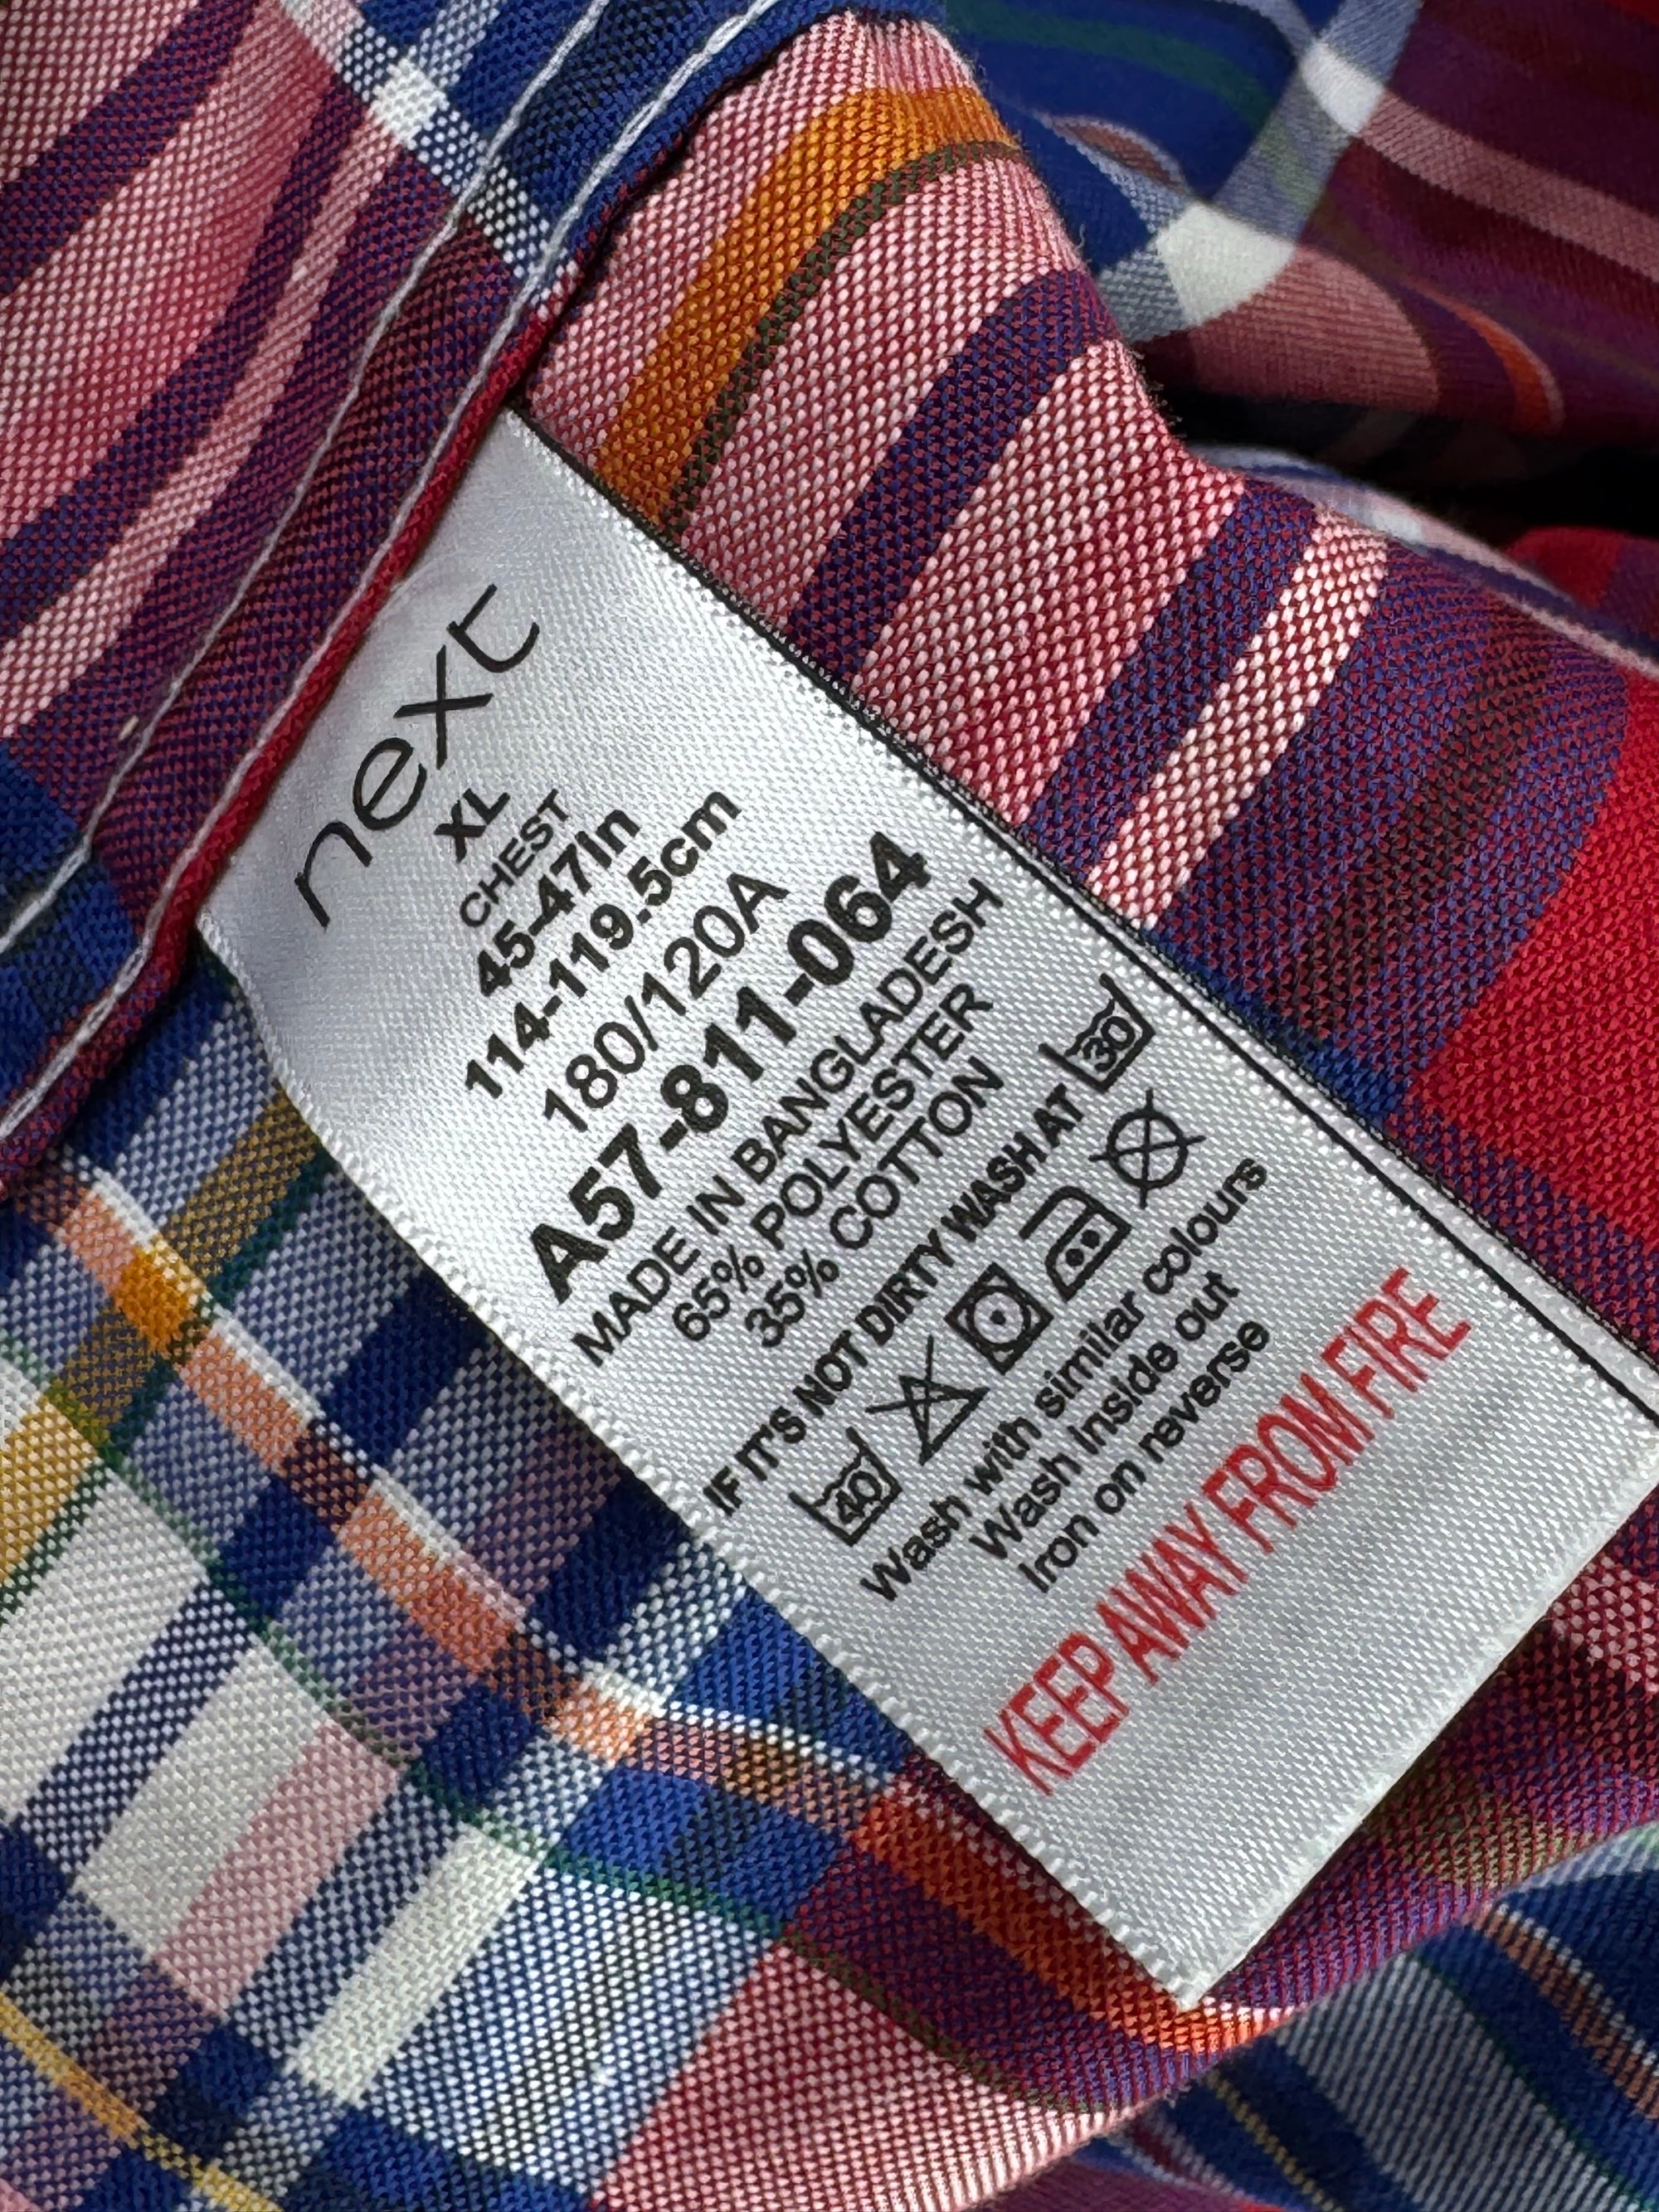 next
XL
CHEST
45-47in
114-119.5cm
180/120A
A57-811-064
MADE IN BANGLADESH
65% POLYESTER
35% COTTON
IF IT'S NOT DIRTY WASH AT 30
40
Wash with similar colours
Wash inside out
Iron on reverse
KEEP AWAY FROM FIRE